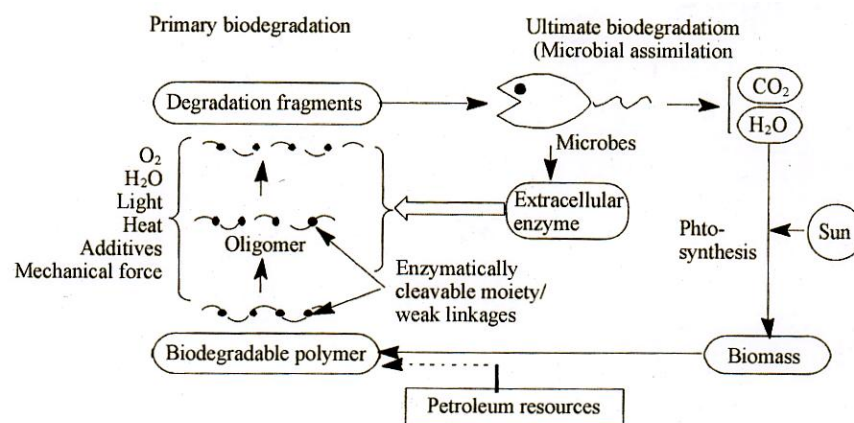 Primary biodegradation
Ultimate biodegradatiom
(Microbial assimilation
Degradation fragments
CO₂
H₂O
Microbes
O₂
H₂O
Light
Heat
Additives
Mechanical force
Oligomer
Extracellular
enzyme
Phto-
synthesis
Sun
Enzymatically
cleavable moiety/
weak linkages
Biodegradable polymer
Biomass
Petroleum resources